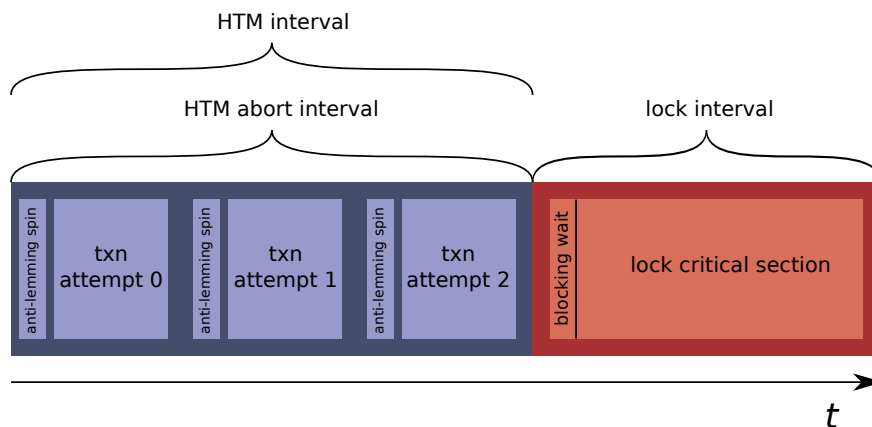 HTM interval
HTM abort interval
lock interval
anti-lemming spin
txn
attempt 0
anti-lemming spin
txn
attempt 1
anti-lemming spin
txn
attempt 2
blocking wait
lock critical section
t